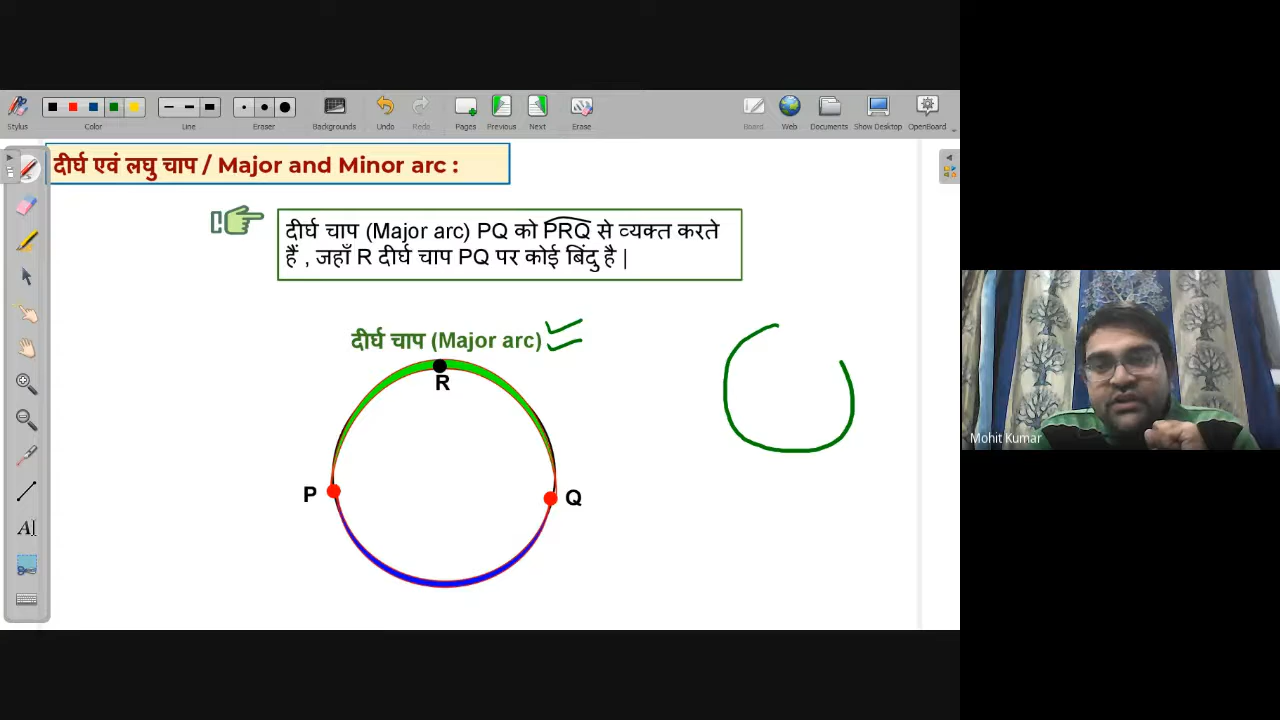 Stylus
Color
Line
Eraser
Backgrounds
Undo
Redo
Pages
Previous
Next
Erase
Board
Web
Documents
Show Desktop
OpenBoard
दीर्घ एवं लघु चाप / Major and Minor arc :
दीर्घ चाप (Major arc) PQ को PRQ से व्यक्त करते
हैं , जहाँ R दीर्घ चाप PQ पर कोई बिंदु है |
दीर्घ चाप (Major arc)
R
P
Q
A
Mohit Kumar